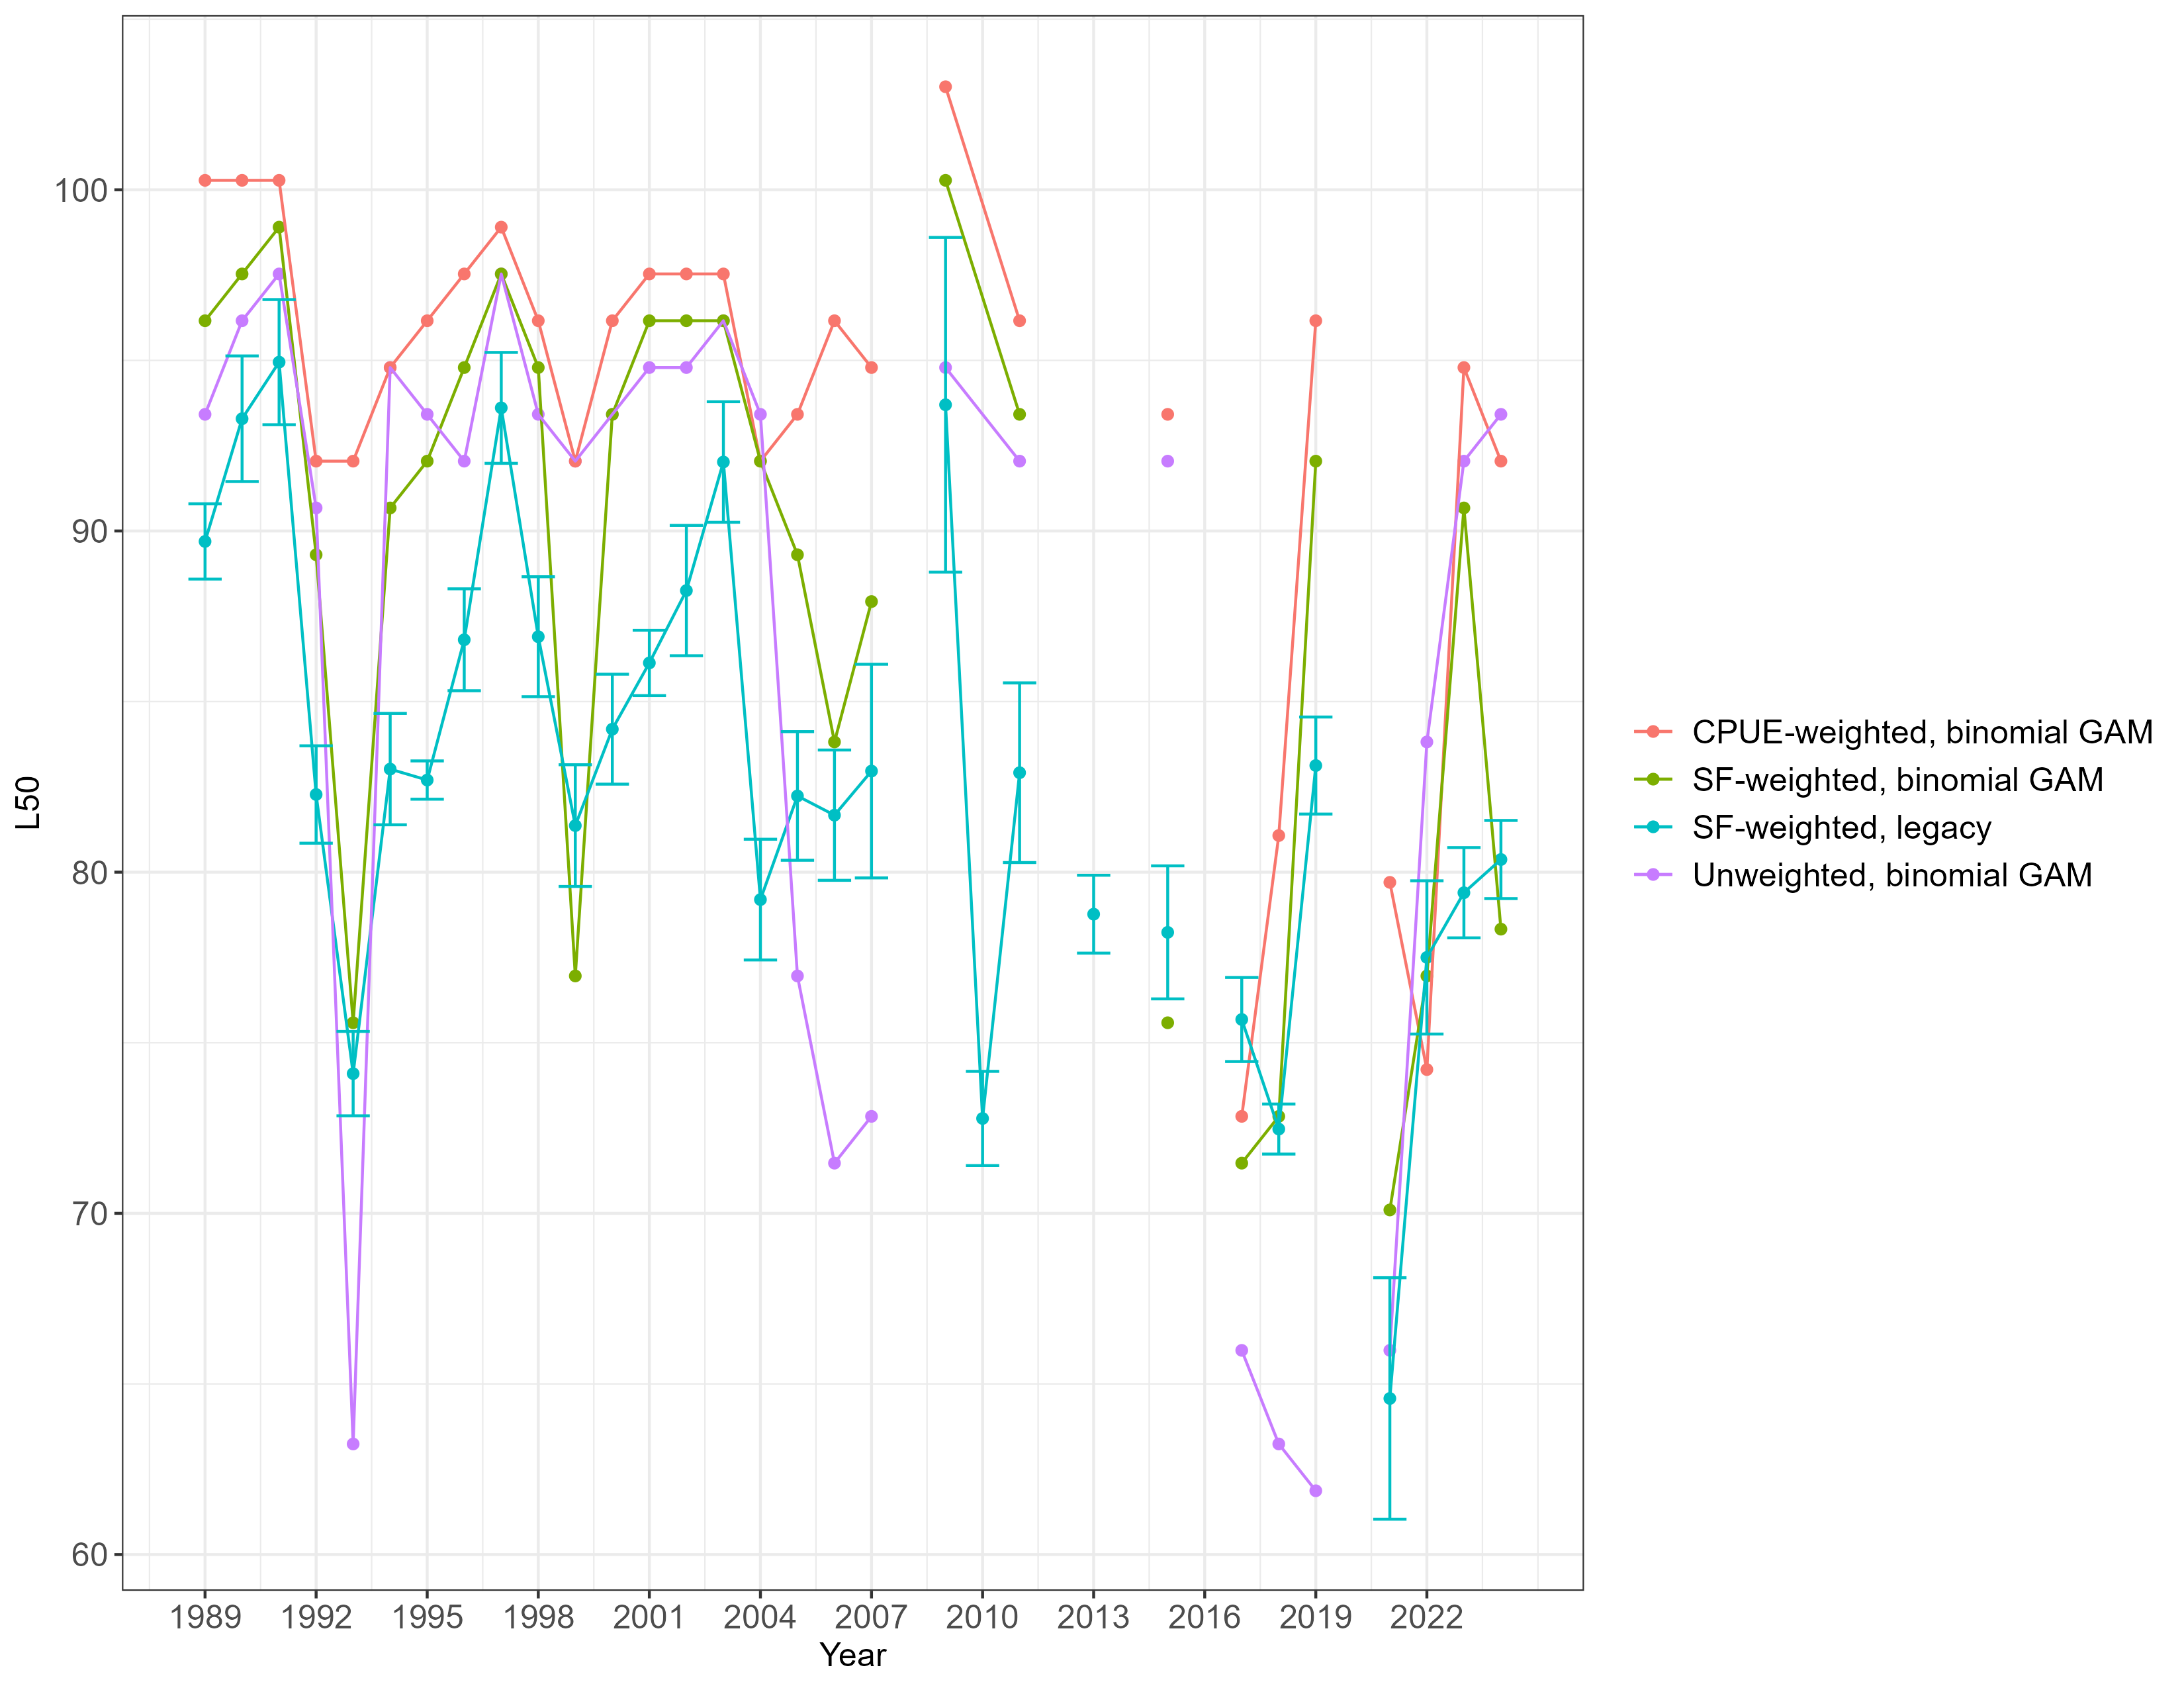 100
90
80
70
60
L50
1989 1992 1995 1998 2001 2004 2007 2010 2013 2016 2019 2022
Year
CPUE-weighted, binomial GAM
SF-weighted, binomial GAM
SF-weighted, legacy
Unweighted, binomial GAM